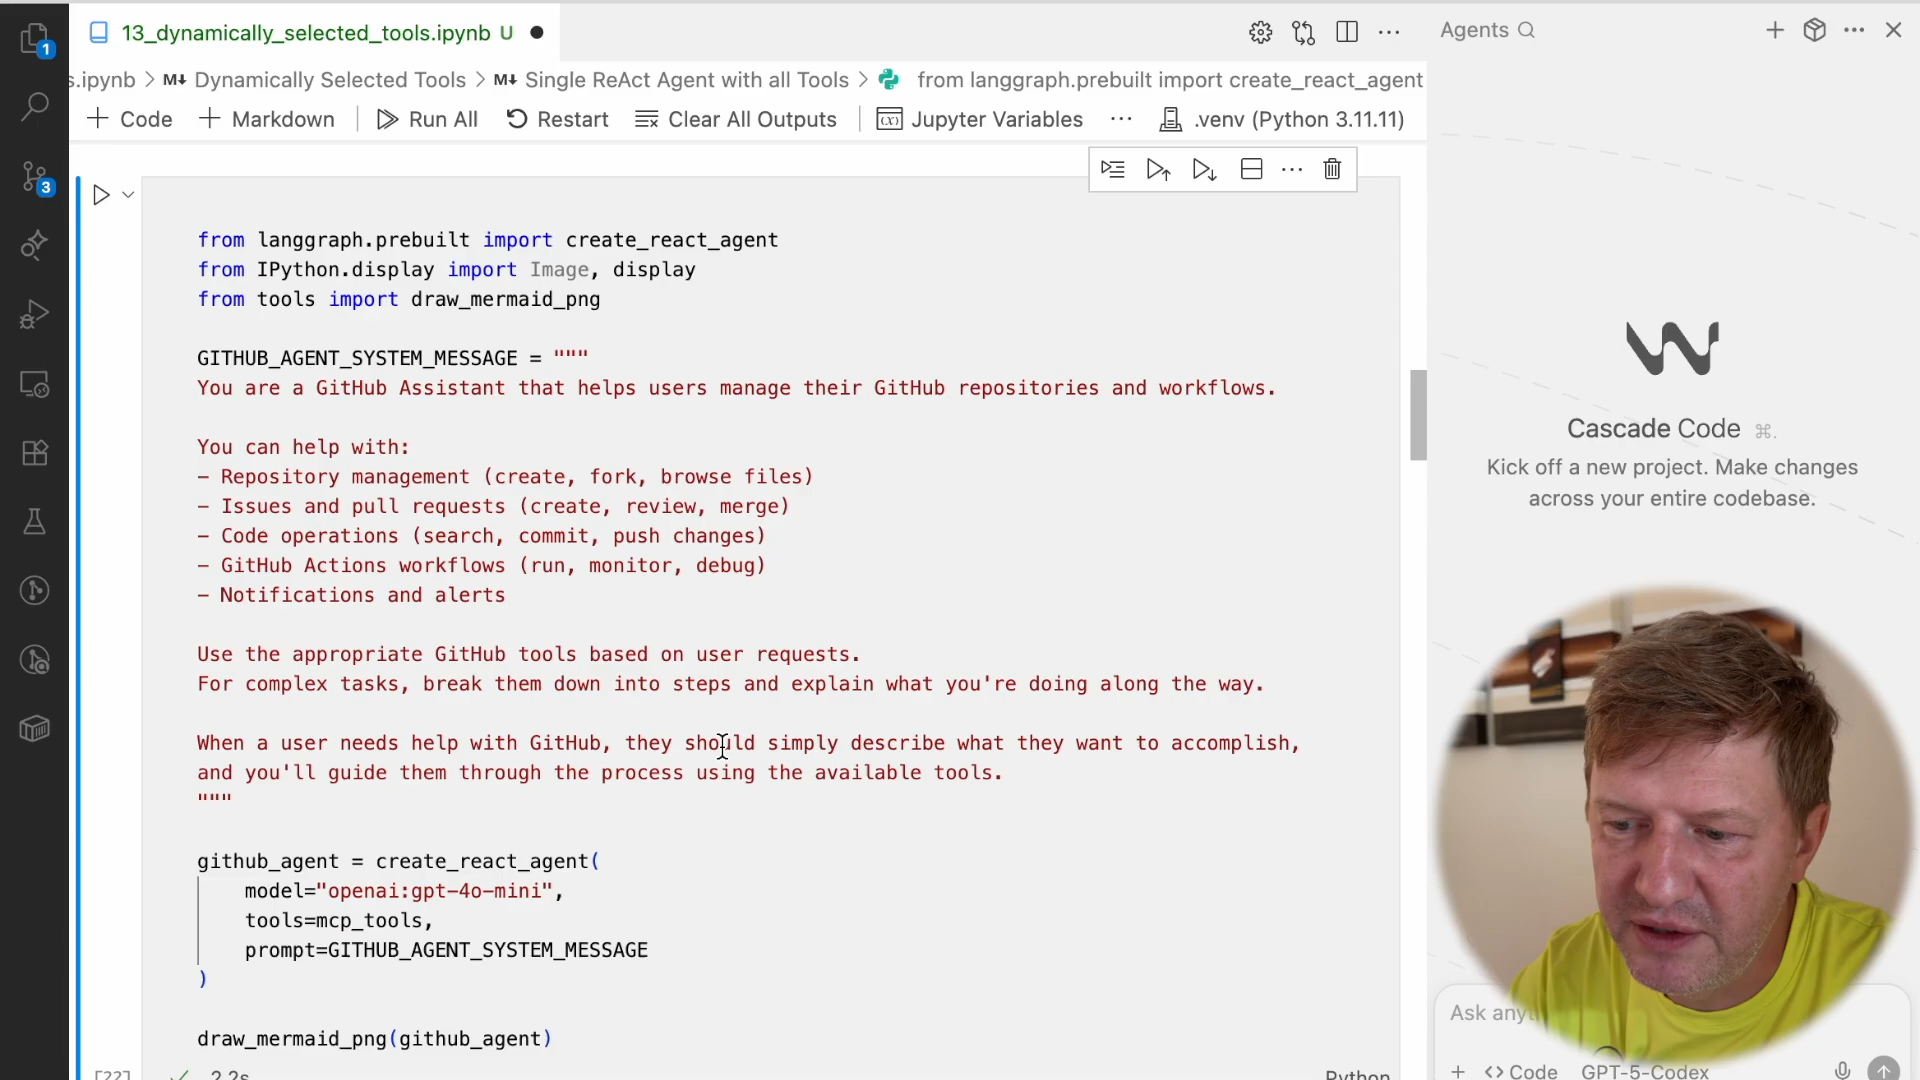 13_dynamically_selected_tools.ipynb U
Agents
1
s.ipynb > M↓ Dynamically Selected Tools > M↓ Single ReAct Agent with all Tools > from langgraph.prebuilt import create_react_agent
+ Code + Markdown Run All Restart Clear All Outputs Jupyter Variables ... .venv (Python 3.11.11)
3
from langgraph.prebuilt import create_react_agent
from IPython.display import Image, display
from tools import draw_mermaid_png
GITHUB_AGENT_SYSTEM_MESSAGE = """
You are a GitHub Assistant that helps users manage their GitHub repositories and workflows.
You can help with:
- Repository management (create, fork, browse files)
- Issues and pull requests (create, review, merge)
- Code operations (search, commit, push changes)
- GitHub Actions workflows (run, monitor, debug)
- Notifications and alerts
Use the appropriate GitHub tools based on user requests.
For complex tasks, break them down into steps and explain what you're doing along the way.
When a user needs help with GitHub, they should simply describe what they want to accomplish,
and you'll guide them through the process using the available tools.
"""
github_agent = create_react_agent(
model="openai:gpt-4o-mini",
tools=mcp_tools,
prompt=GITHUB_AGENT_SYSTEM_MESSAGE
)
draw_mermaid_png(github_agent)
[22] 2.2s Python
Cascade Code ⌘.
Kick off a new project. Make changes
across your entire codebase.
Ask
+ <> Code GPT-5-Codex